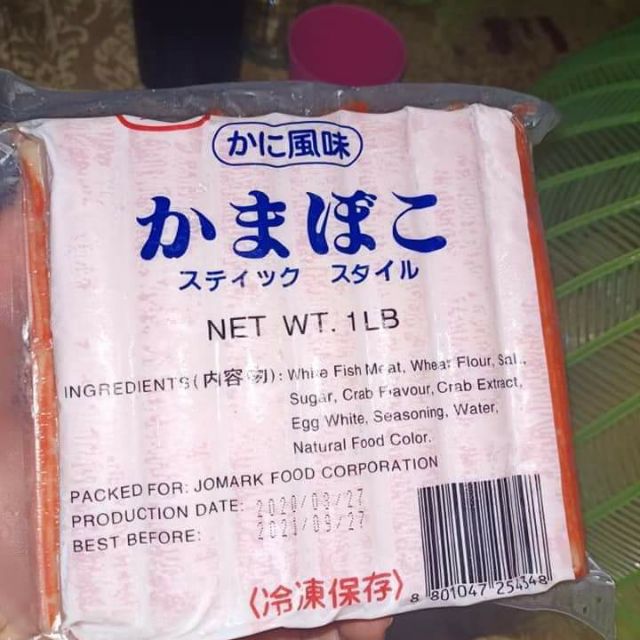 かに風味
かまぼこ
スティック スタイル
NET WT. 1LB
INGREDIENTS(内容物): White Fish Meat, Wheat Flour, Salt,
Sugar, Crab Flavour, Crab Extract,
Egg White, Seasoning, Water,
Natural Food Color.
PACKED FOR: JOMARK FOOD CORPORATION
PRODUCTION DATE: 2020/09/27
BEST BEFORE: 2021/09/27
〈冷凍保存〉
8 801047 254348